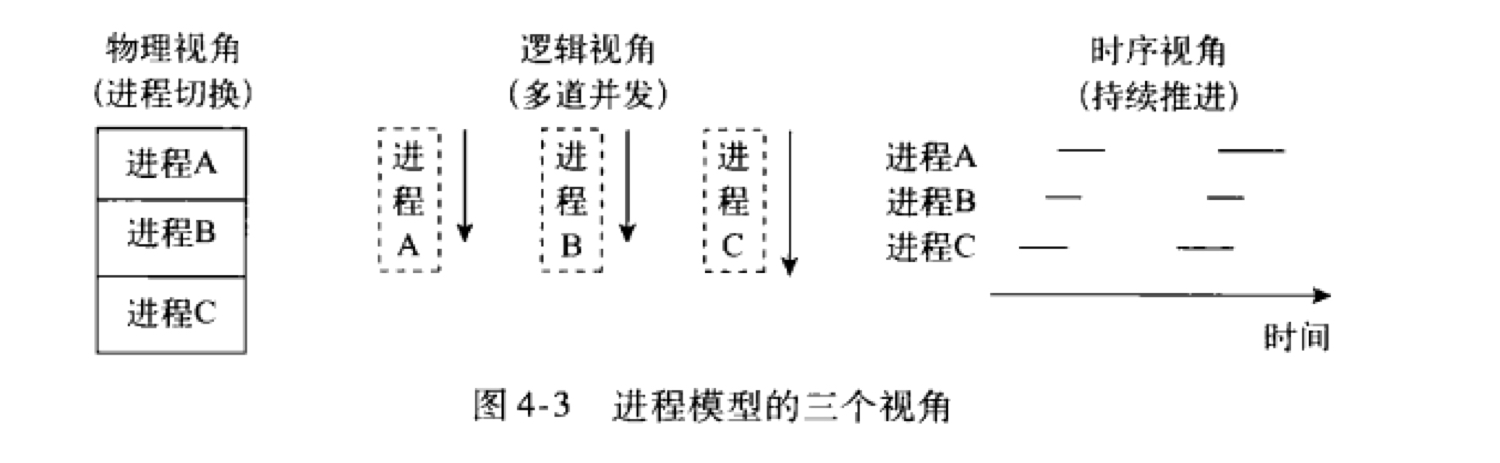 物理视角
(进程切换)
进程A
进程B
进程C
逻辑视角
(多道并发)
进程A
进程B
进程C
时序视角
(持续推进)
进程A
进程B
进程C
时间
图 4-3 进程模型的三个视角